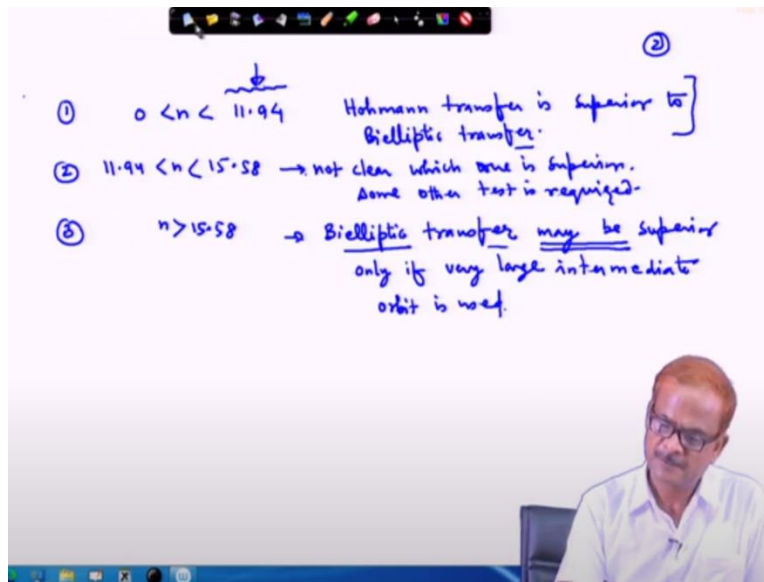 ②
① 0 < n < 11.94 Hohmann transfer is superior to
Bielliptic transfer.
② 11.94 < n < 15.58 → not clear which one is superior.
Some other test is required.
③ n > 15.58 → Bielliptic transfer may be superior
only if very large intermediate
orbit is used.